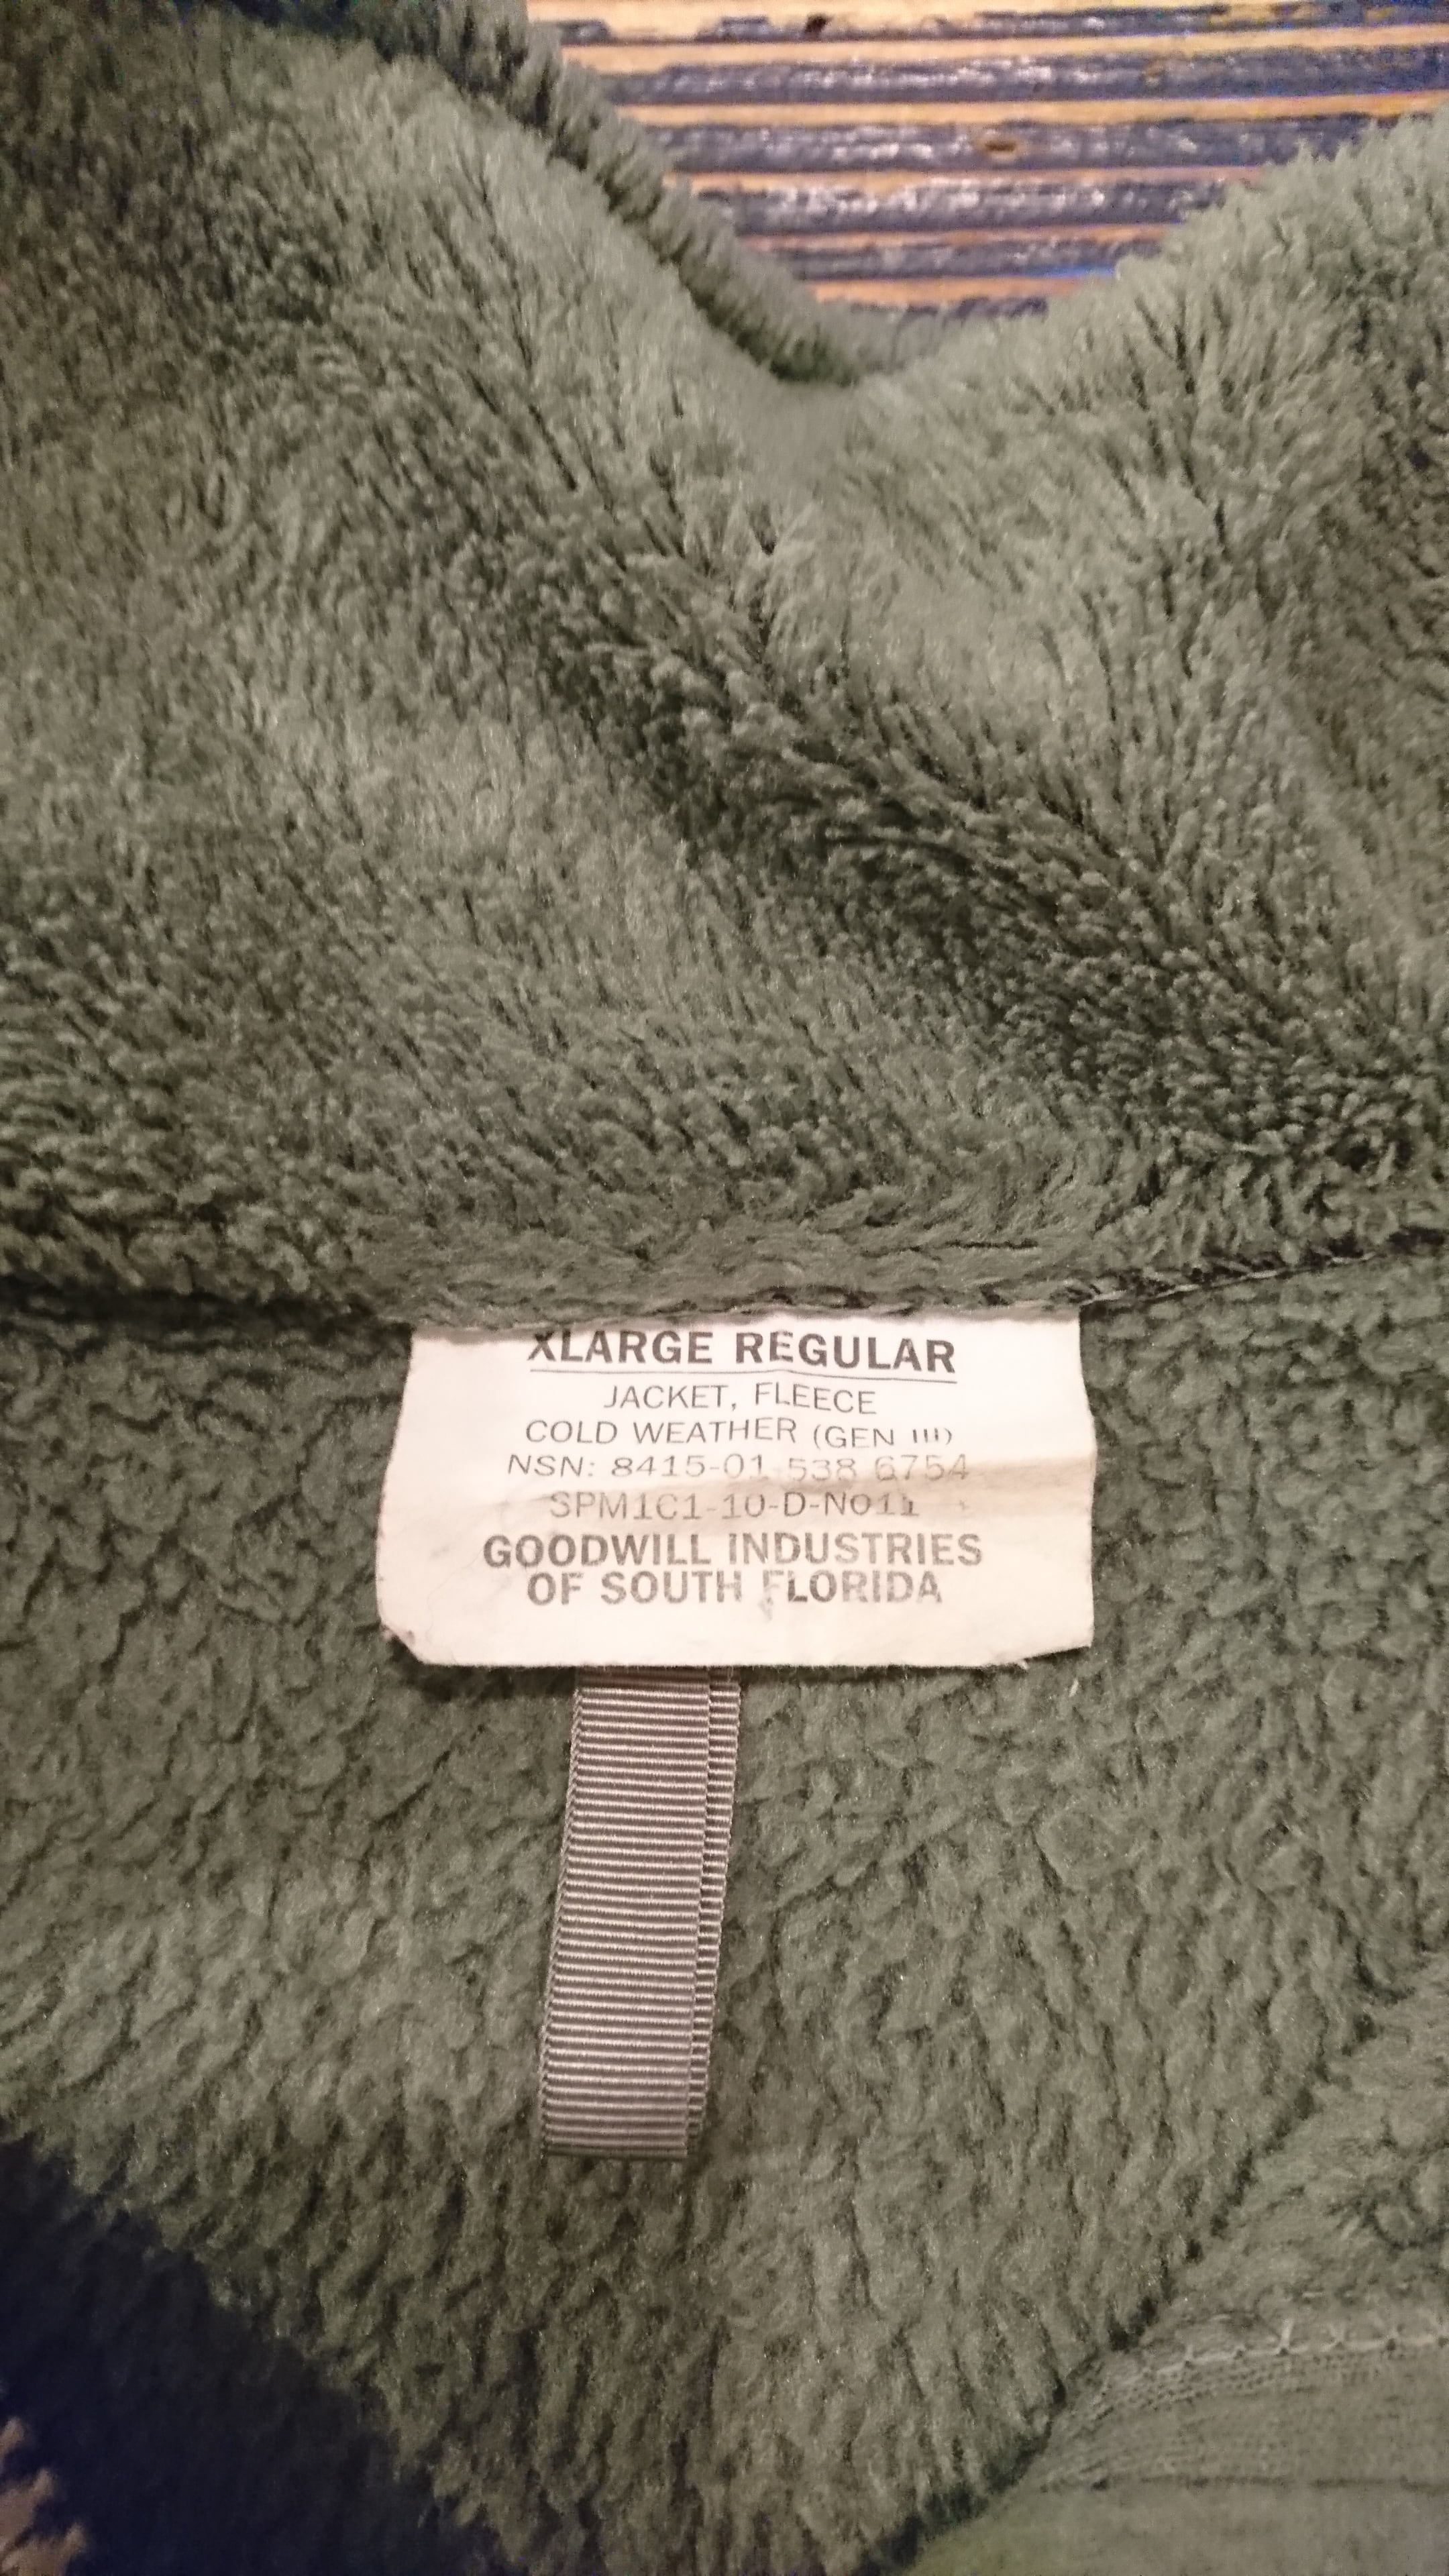 XLARGE REGULAR
JACKET, FLEECE
COLD WEATHER (GEN III)
NSN: 8415-01 538 6754
SPM1C1-10-D-N011
GOODWILL INDUSTRIES
OF SOUTH FLORIDA